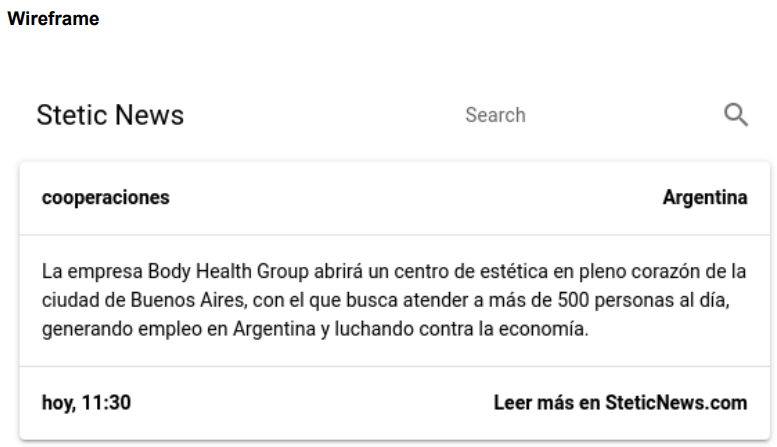 Wireframe
Stetic News
Search
cooperaciones
Argentina
La empresa Body Health Group abrirá un centro de estética en pleno corazón de la
ciudad de Buenos Aires, con el que busca atender a más de 500 personas al día,
generando empleo en Argentina y luchando contra la economía.
hoy, 11:30
Leer más en SteticNews.com